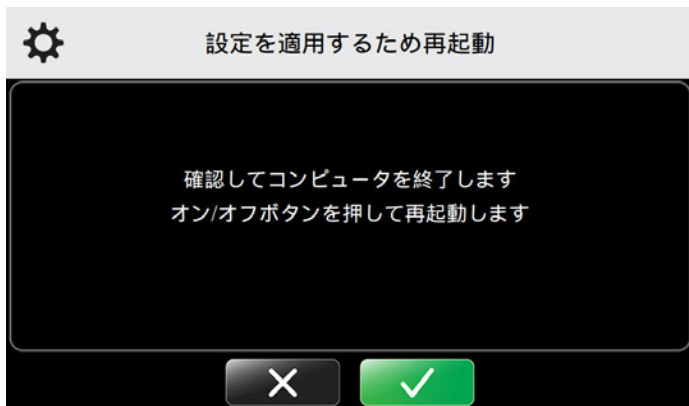 設定を適用するため再起動
確認してコンピュータを終了します
オン/オフボタンを押して再起動します